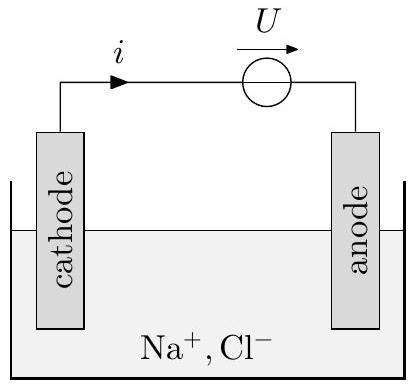 U
i
cathode
anode
Na⁺, Cl⁻